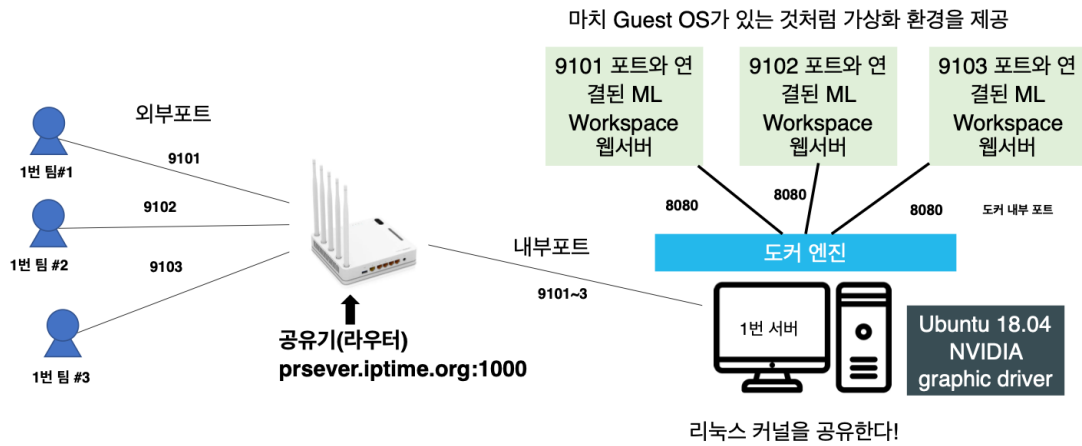 마치 Guest OS가 있는 것처럼 가상화 환경을 제공
9101 포트와 연
결된 ML
Workspace
웹서버
9102 포트와 연
결된 ML
Workspace
웹서버
9103 포트와 연
결된 ML
Workspace
웹서버
외부포트
1번 팀#1
9101
1번 팀 #2
9102
1번 팀 #3
9103
8080
8080
8080
도커 내부 포트
도커 엔진
내부포트
9101~3
1번 서버
Ubuntu 18.04
NVIDIA
graphic driver
공유기(라우터)
prsever.iptime.org:1000
리눅스 커널을 공유한다!